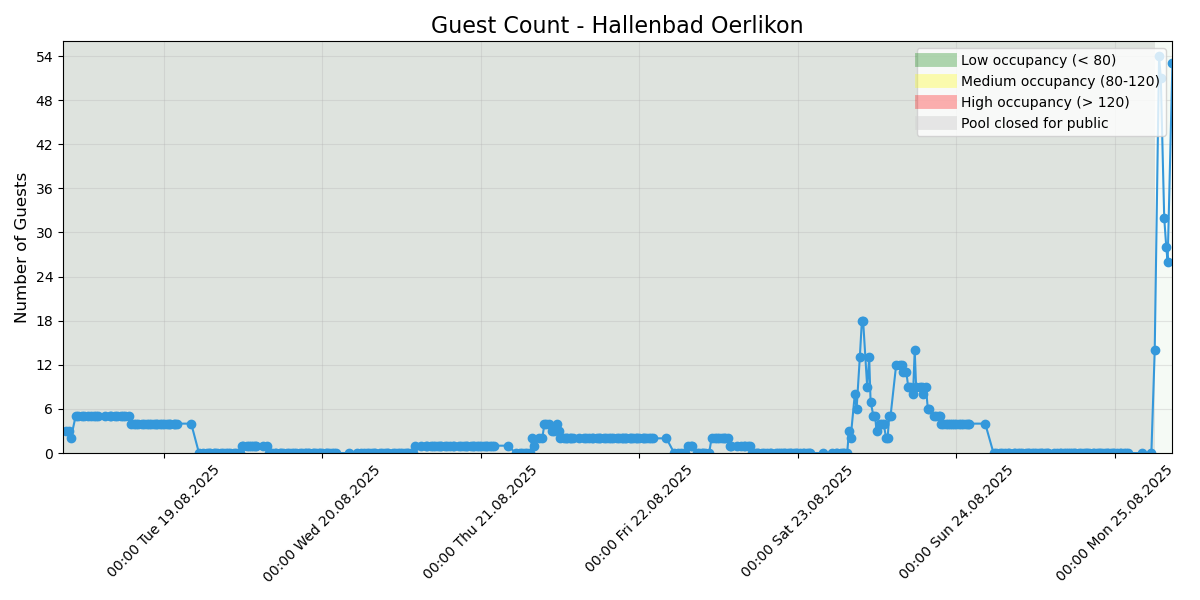 Guest Count - Hallenbad Oerlikon
Number of Guests
54
48
42
36
30
24
18
12
6
0
Low occupancy (< 80)
Medium occupancy (80-120)
High occupancy (> 120)
Pool closed for public
00:00 Tue 19.08.2025
00:00 Wed 20.08.2025
00:00 Thu 21.08.2025
00:00 Fri 22.08.2025
00:00 Sat 23.08.2025
00:00 Sun 24.08.2025
00:00 Mon 25.08.2025